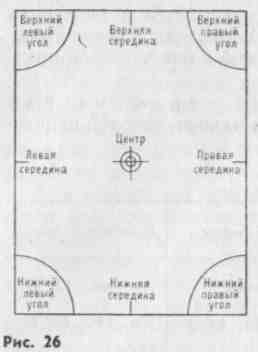 Верхний
левый
угол
Верхняя
середина
Верхний
правый
угол
Центр
Левая
середина
Правая
середина
Нижний
левый
угол
Нижняя
середина
Нижний
правый
угол
Рис. 26